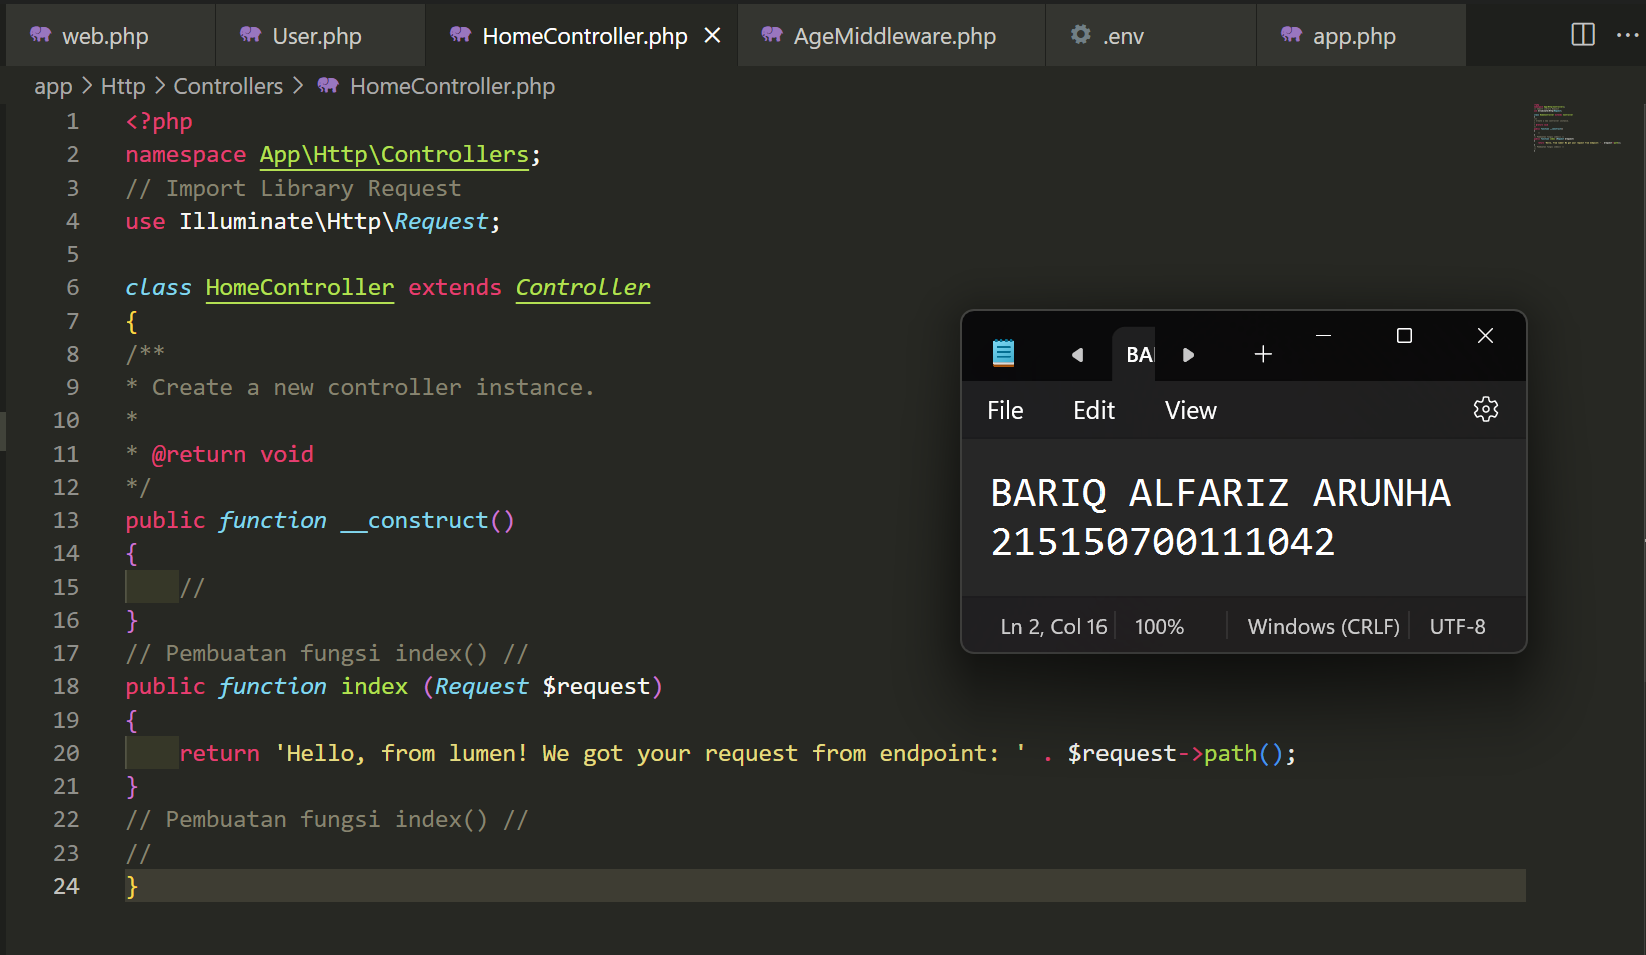 web.php
User.php
HomeController.php
AgeMiddleware.php
.env
app.php
app > Http > Controllers > HomeController.php
1 <?php
2 namespace App\Http\Controllers;
3 // Import Library Request
4 use Illuminate\Http\Request;
5
6 class HomeController extends Controller
7 {
8 /**
9 * Create a new controller instance.
10 *
11 * @return void
12 */
13 public function __construct()
14 {
15     //
16 }
17 // Pembuatan fungsi index() //
18 public function index (Request $request)
19 {
20     return 'Hello, from lumen! We got your request from endpoint: ' . $request->path();
21 }
22 // Pembuatan fungsi index() //
23 //
24 }
BA
File Edit View
BARIQ ALFARIZ ARUNHA
215150700111042
Ln 2, Col 16 100% Windows (CRLF) UTF-8